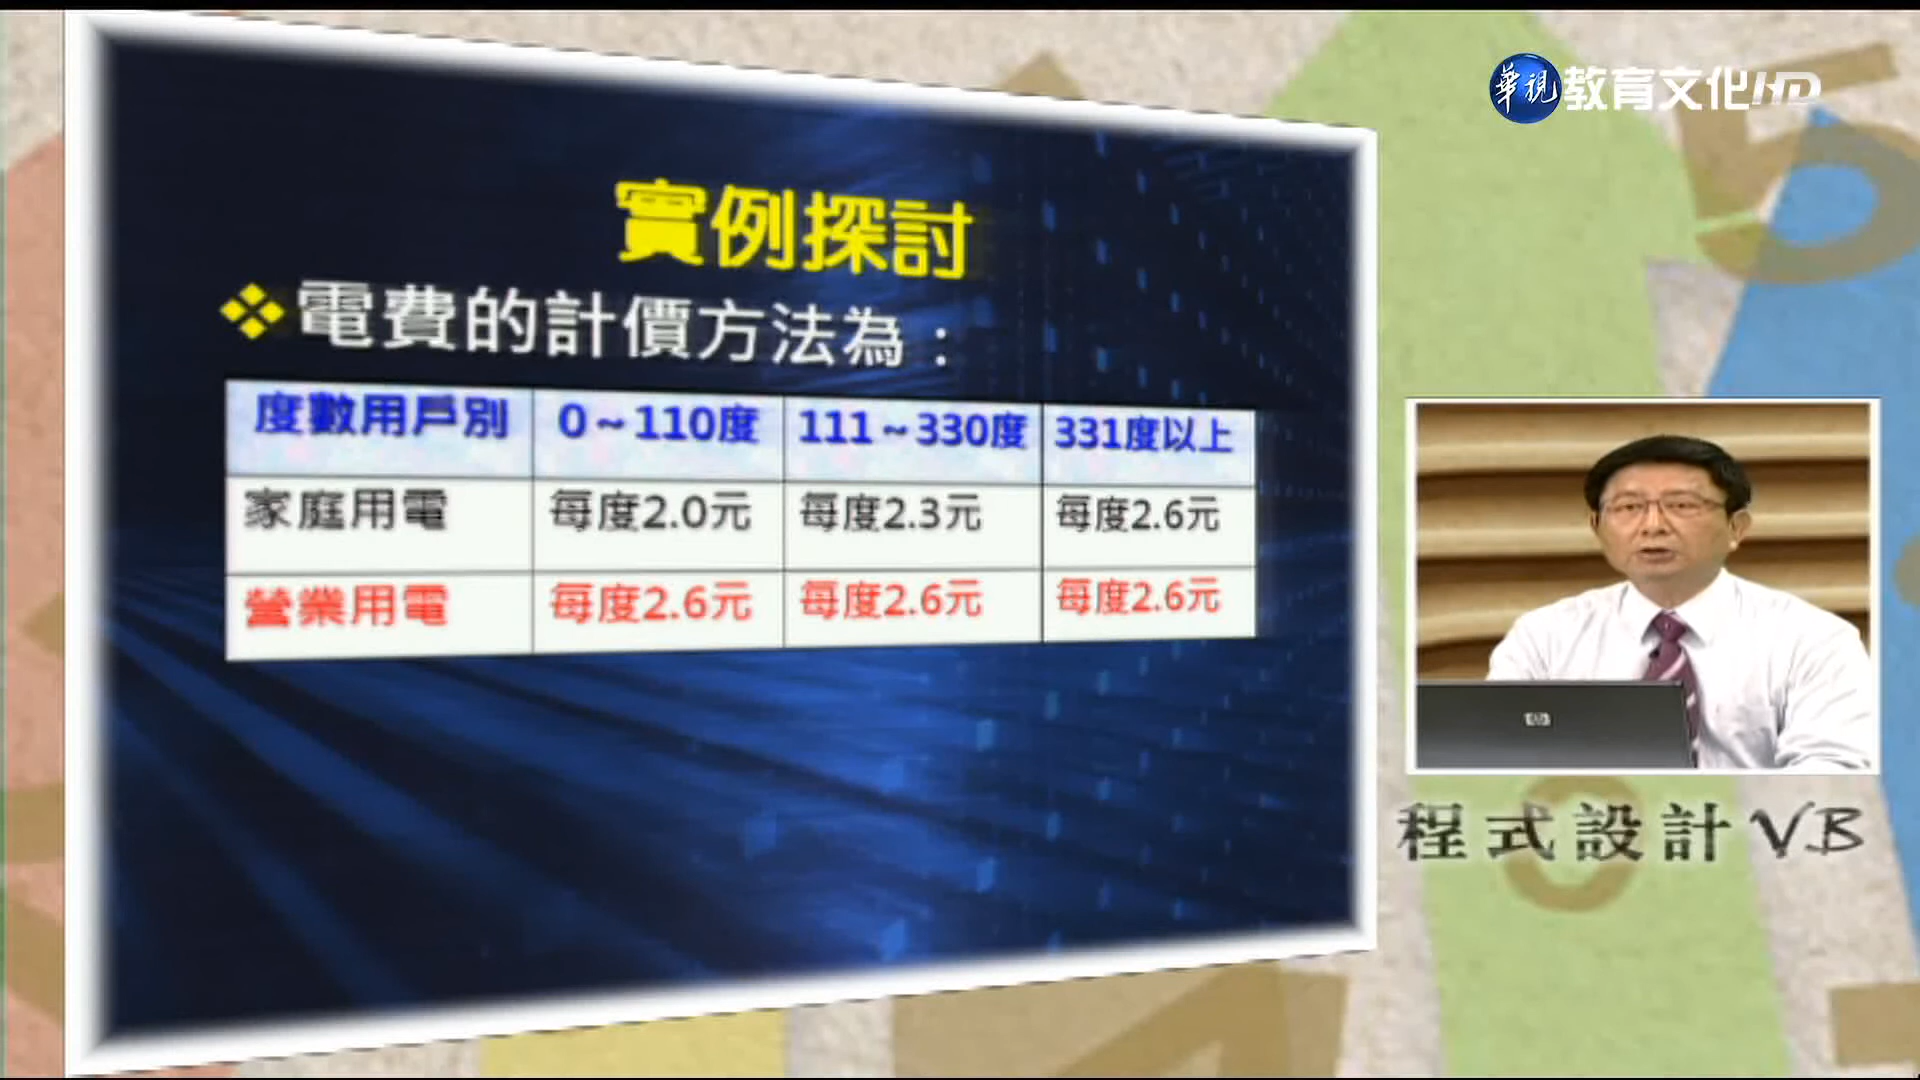 華視 教育文化HD
實例探討
電費的計價方法為：
度數用戶別 0～110度 111～330度 331度以上
家庭用電 每度2.0元 每度2.3元 每度2.6元
營業用電 每度2.6元 每度2.6元 每度2.6元
hp
程式設計VB